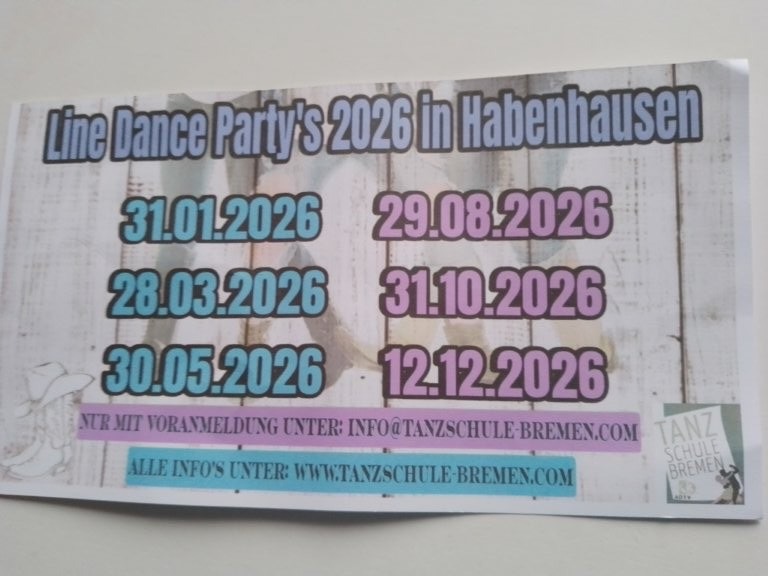 Line Dance Party's 2026 in Habenhausen
31.01.2026
28.03.2026
30.05.2026
29.08.2026
31.10.2026
12.12.2026
NUR MIT VORANMELDUNG UNTER: INFO@TANZSCHULE-BREMEN.COM
ALLE INFO'S UNTER: WWW.TANZSCHULE-BREMEN.COM
TANZ
SCHULE
BREMEN
ADTV